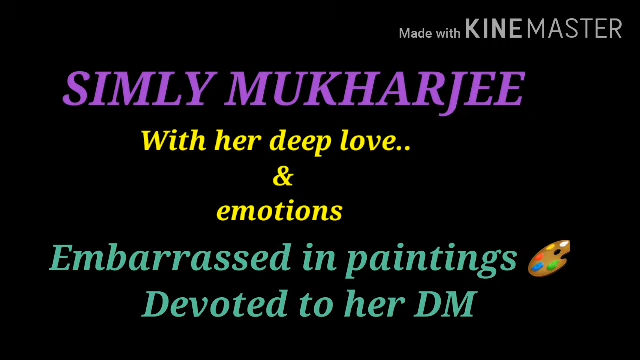 Made with KINEMASTER
SIMLY MUKHARJEE
With her deep love..
&
emotions
Embarrassed in paintings 🎨
Devoted to her DM